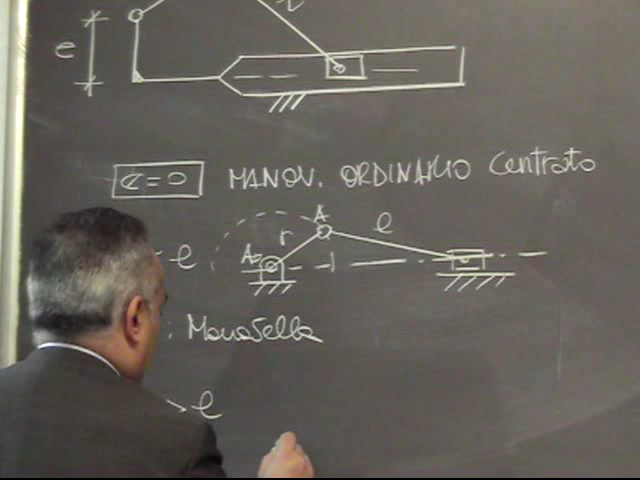 e
e=0 MANOV. ORDINARIO Centrato
A
r
l
A₀
l
: Manovella
l